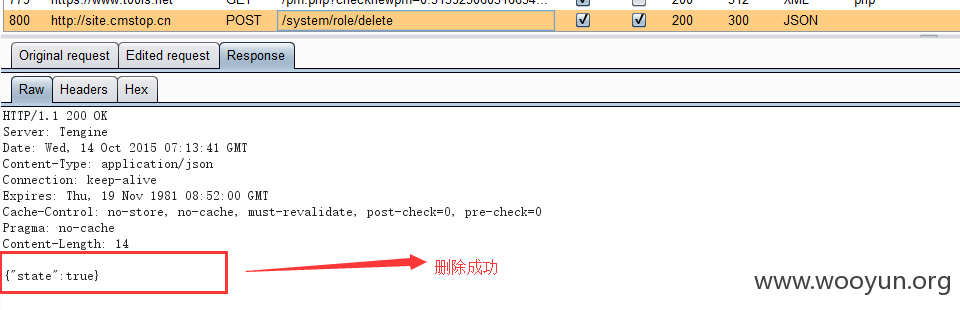 800 http://site.cmstop.cn POST /system/role/delete 200 300 JSON
Original request Edited request Response
Raw Headers Hex
HTTP/1.1 200 OK
Server: Tengine
Date: Wed, 14 Oct 2015 07:13:41 GMT
Content-Type: application/json
Connection: keep-alive
Expires: Thu, 19 Nov 1981 08:52:00 GMT
Cache-Control: no-store, no-cache, must-revalidate, post-check=0, pre-check=0
Pragma: no-cache
Content-Length: 14
{"state":true}
删除成功
www.wooyun.org